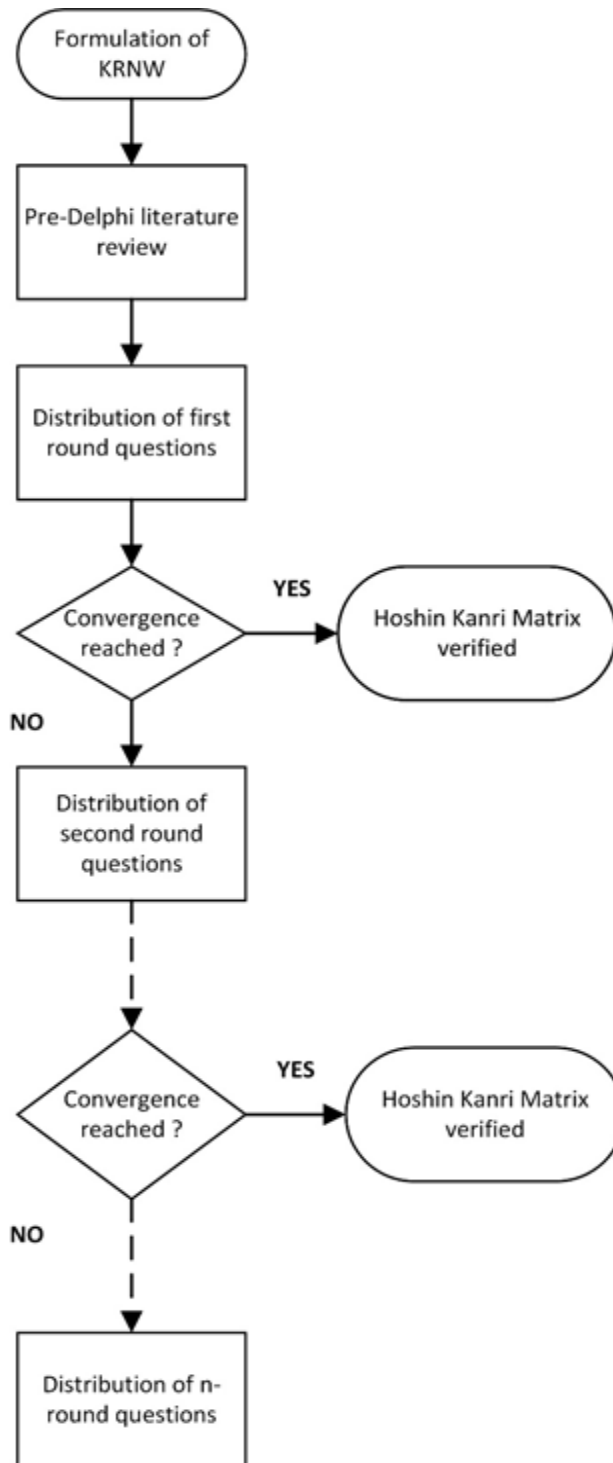 Formulation of
KRNW
Pre-Delphi literature
review
Distribution of first
round questions
Convergence
reached ?
YES
Hoshin Kanri Matrix
verified
NO
Distribution of
second round
questions
Convergence
reached ?
YES
Hoshin Kanri Matrix
verified
NO
Distribution of n-
round questions